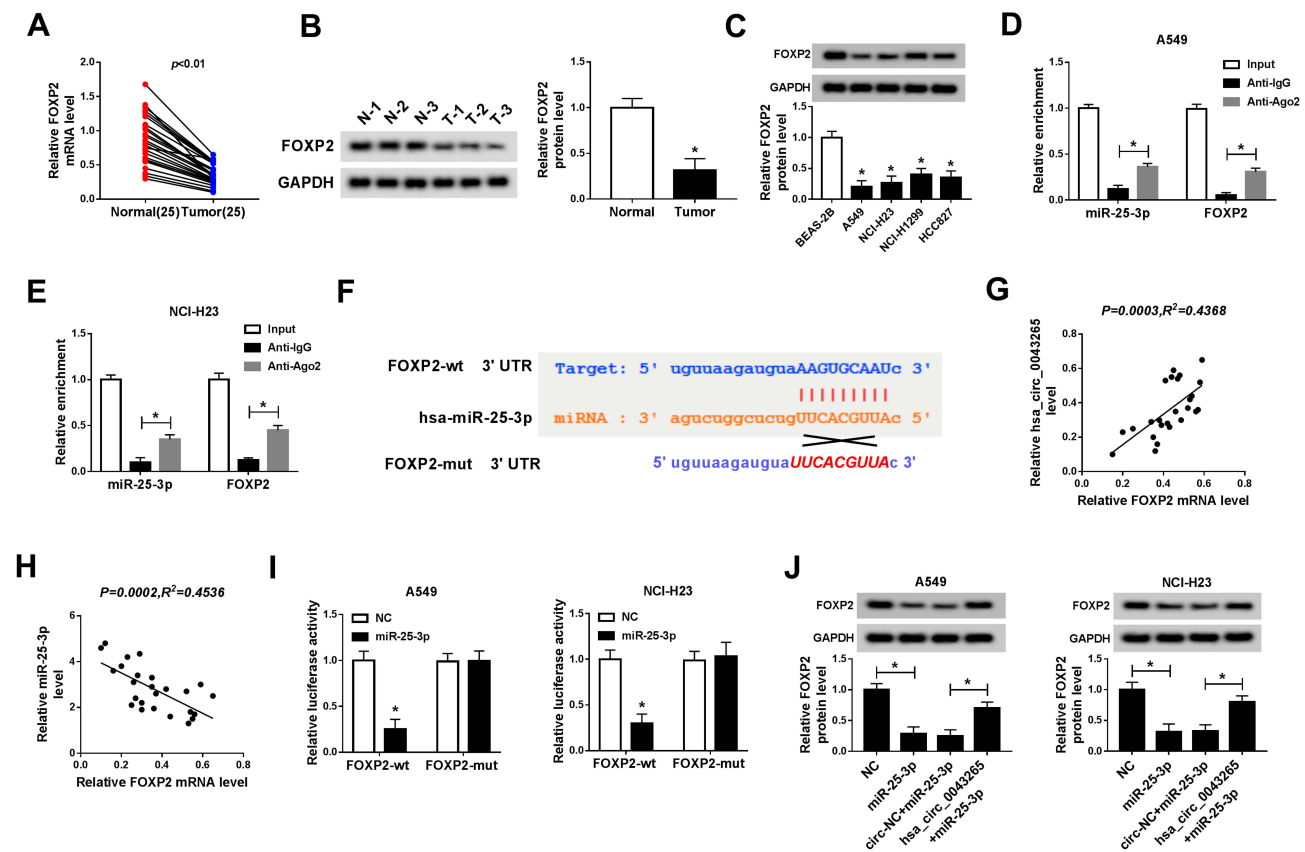 A
p<0.01
Relative FOXP2
mRNA level
2.0
1.5
1.0
0.5
0.0
Normal(25) Tumor(25)
B
N-1 N-2 N-3 T-1 T-2 T-3
FOXP2
GAPDH
Relative FOXP2
protein level
1.5
1.0
0.5
0.0
*
Normal Tumor
C
FOXP2
GAPDH
Relative FOXP2
protein level
1.5
1.0
0.5
0.0
* * * *
BEAS-2B A549 NCI-H23 NCI-H1299 HCC827
D
A549
Relative enrichment
1.5
1.0
0.5
0.0
Input
Anti-IgG
Anti-Ago2
* *
miR-25-3p FOXP2
E
NCI-H23
Relative enrichment
1.5
1.0
0.5
0.0
Input
Anti-IgG
Anti-Ago2
* *
miR-25-3p FOXP2
F
FOXP2-wt 3' UTR Target: 5' uguuaagauguaAAGUGCAAUc 3'
hsa-miR-25-3p miRNA : 3' agucuggcucugUUCACGUUAc 5'
FOXP2-mut 3' UTR 5' uguuaagauguaUUCACGUUAc 3'
G
P=0.0003,R²=0.4368
Relative hsa_circ_0043265
level
0.8
0.6
0.4
0.2
0.0
0.0 0.2 0.4 0.6 0.8
Relative FOXP2 mRNA level
H
P=0.0002,R²=0.4536
Relative miR-25-3p
level
6
4
2
0
0.0 0.2 0.4 0.6 0.8
Relative FOXP2 mRNA level
I
A549
Relative luciferase activity
1.5
1.0
0.5
0.0
NC
miR-25-3p
*
FOXP2-wt FOXP2-mut
NCI-H23
Relative luciferase activity
1.5
1.0
0.5
0.0
NC
miR-25-3p
*
FOXP2-wt FOXP2-mut
J
A549
FOXP2
GAPDH
Relative FOXP2
protein level
1.5
1.0
0.5
0.0
* *
NC
miR-25-3p
circ-NC+miR-25-3p
hsa_circ_0043265
+miR-25-3p
NCI-H23
FOXP2
GAPDH
Relative FOXP2
protein level
1.5
1.0
0.5
0.0
* *
NC
miR-25-3p
circ-NC+miR-25-3p
hsa_circ_0043265
+miR-25-3p